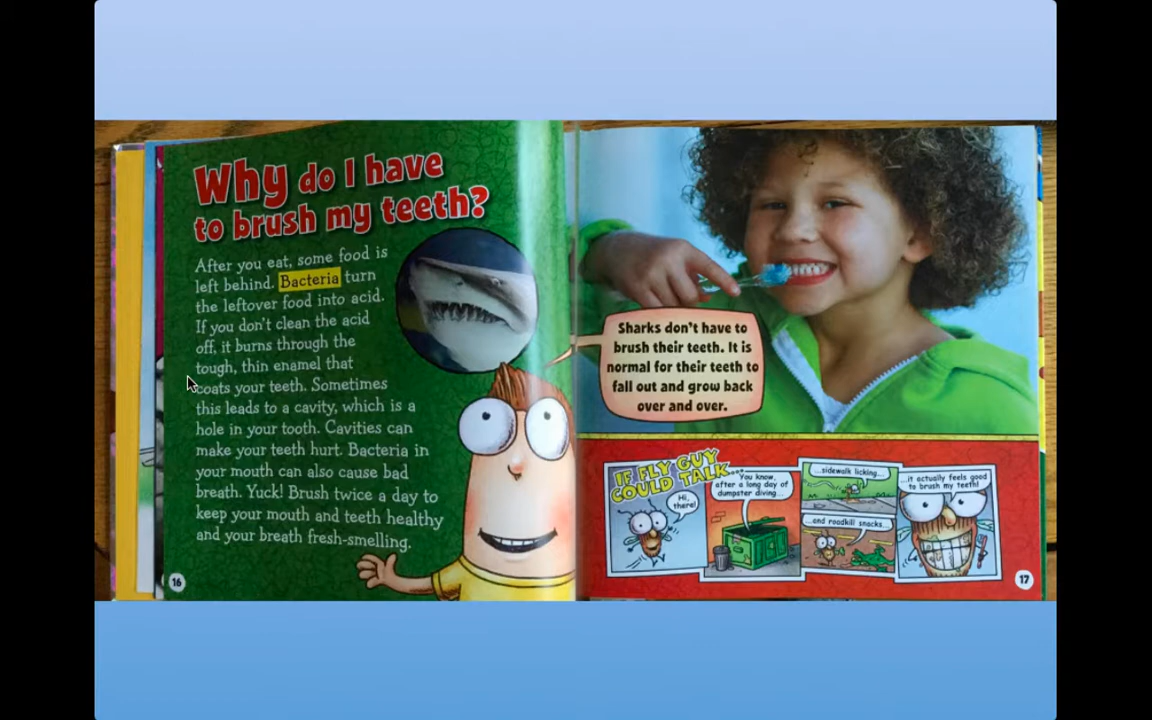 Why do I have
to brush my teeth?
After you eat, some food is
left behind. Bacteria turn
the leftover food into acid.
If you don't clean the acid
off, it burns through the
tough, thin enamel that
coats your teeth. Sometimes
this leads to a cavity, which is a
hole in your tooth. Cavities can
make your teeth hurt. Bacteria in
your mouth can also cause bad
breath. Yuck! Brush twice a day to
keep your mouth and teeth healthy
and your breath fresh-smelling.
16
Sharks don't have to
brush their teeth. It is
normal for their teeth to
fall out and grow back
over and over.
IF FLY GUY
COULD TALK...
Hi,
there!
You know,
after a long day of
dumpster diving...
...sidewalk licking...
...and roadkill snacks...
...it actually feels good
to brush my teeth!
17